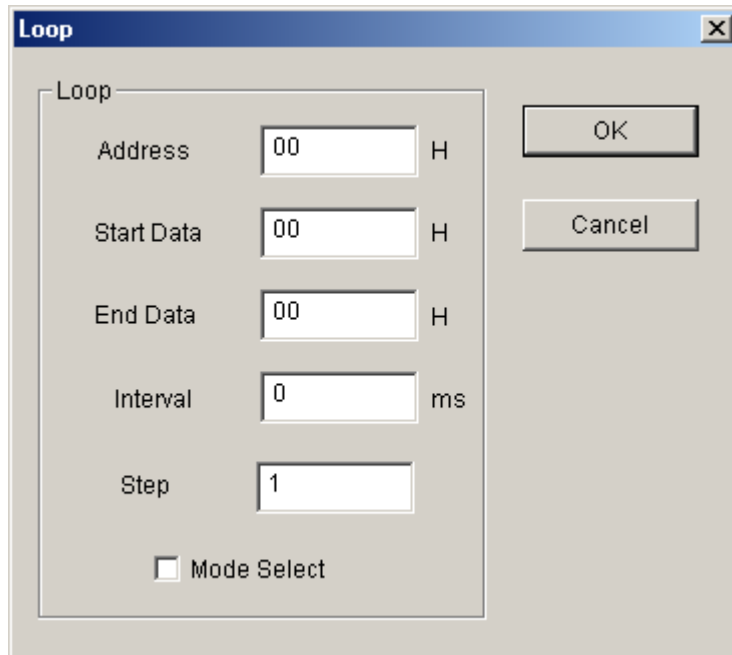 Loop
Loop
Address 00 H
OK
Start Data 00 H
Cancel
End Data 00 H
Interval 0 ms
Step 1
Mode Select